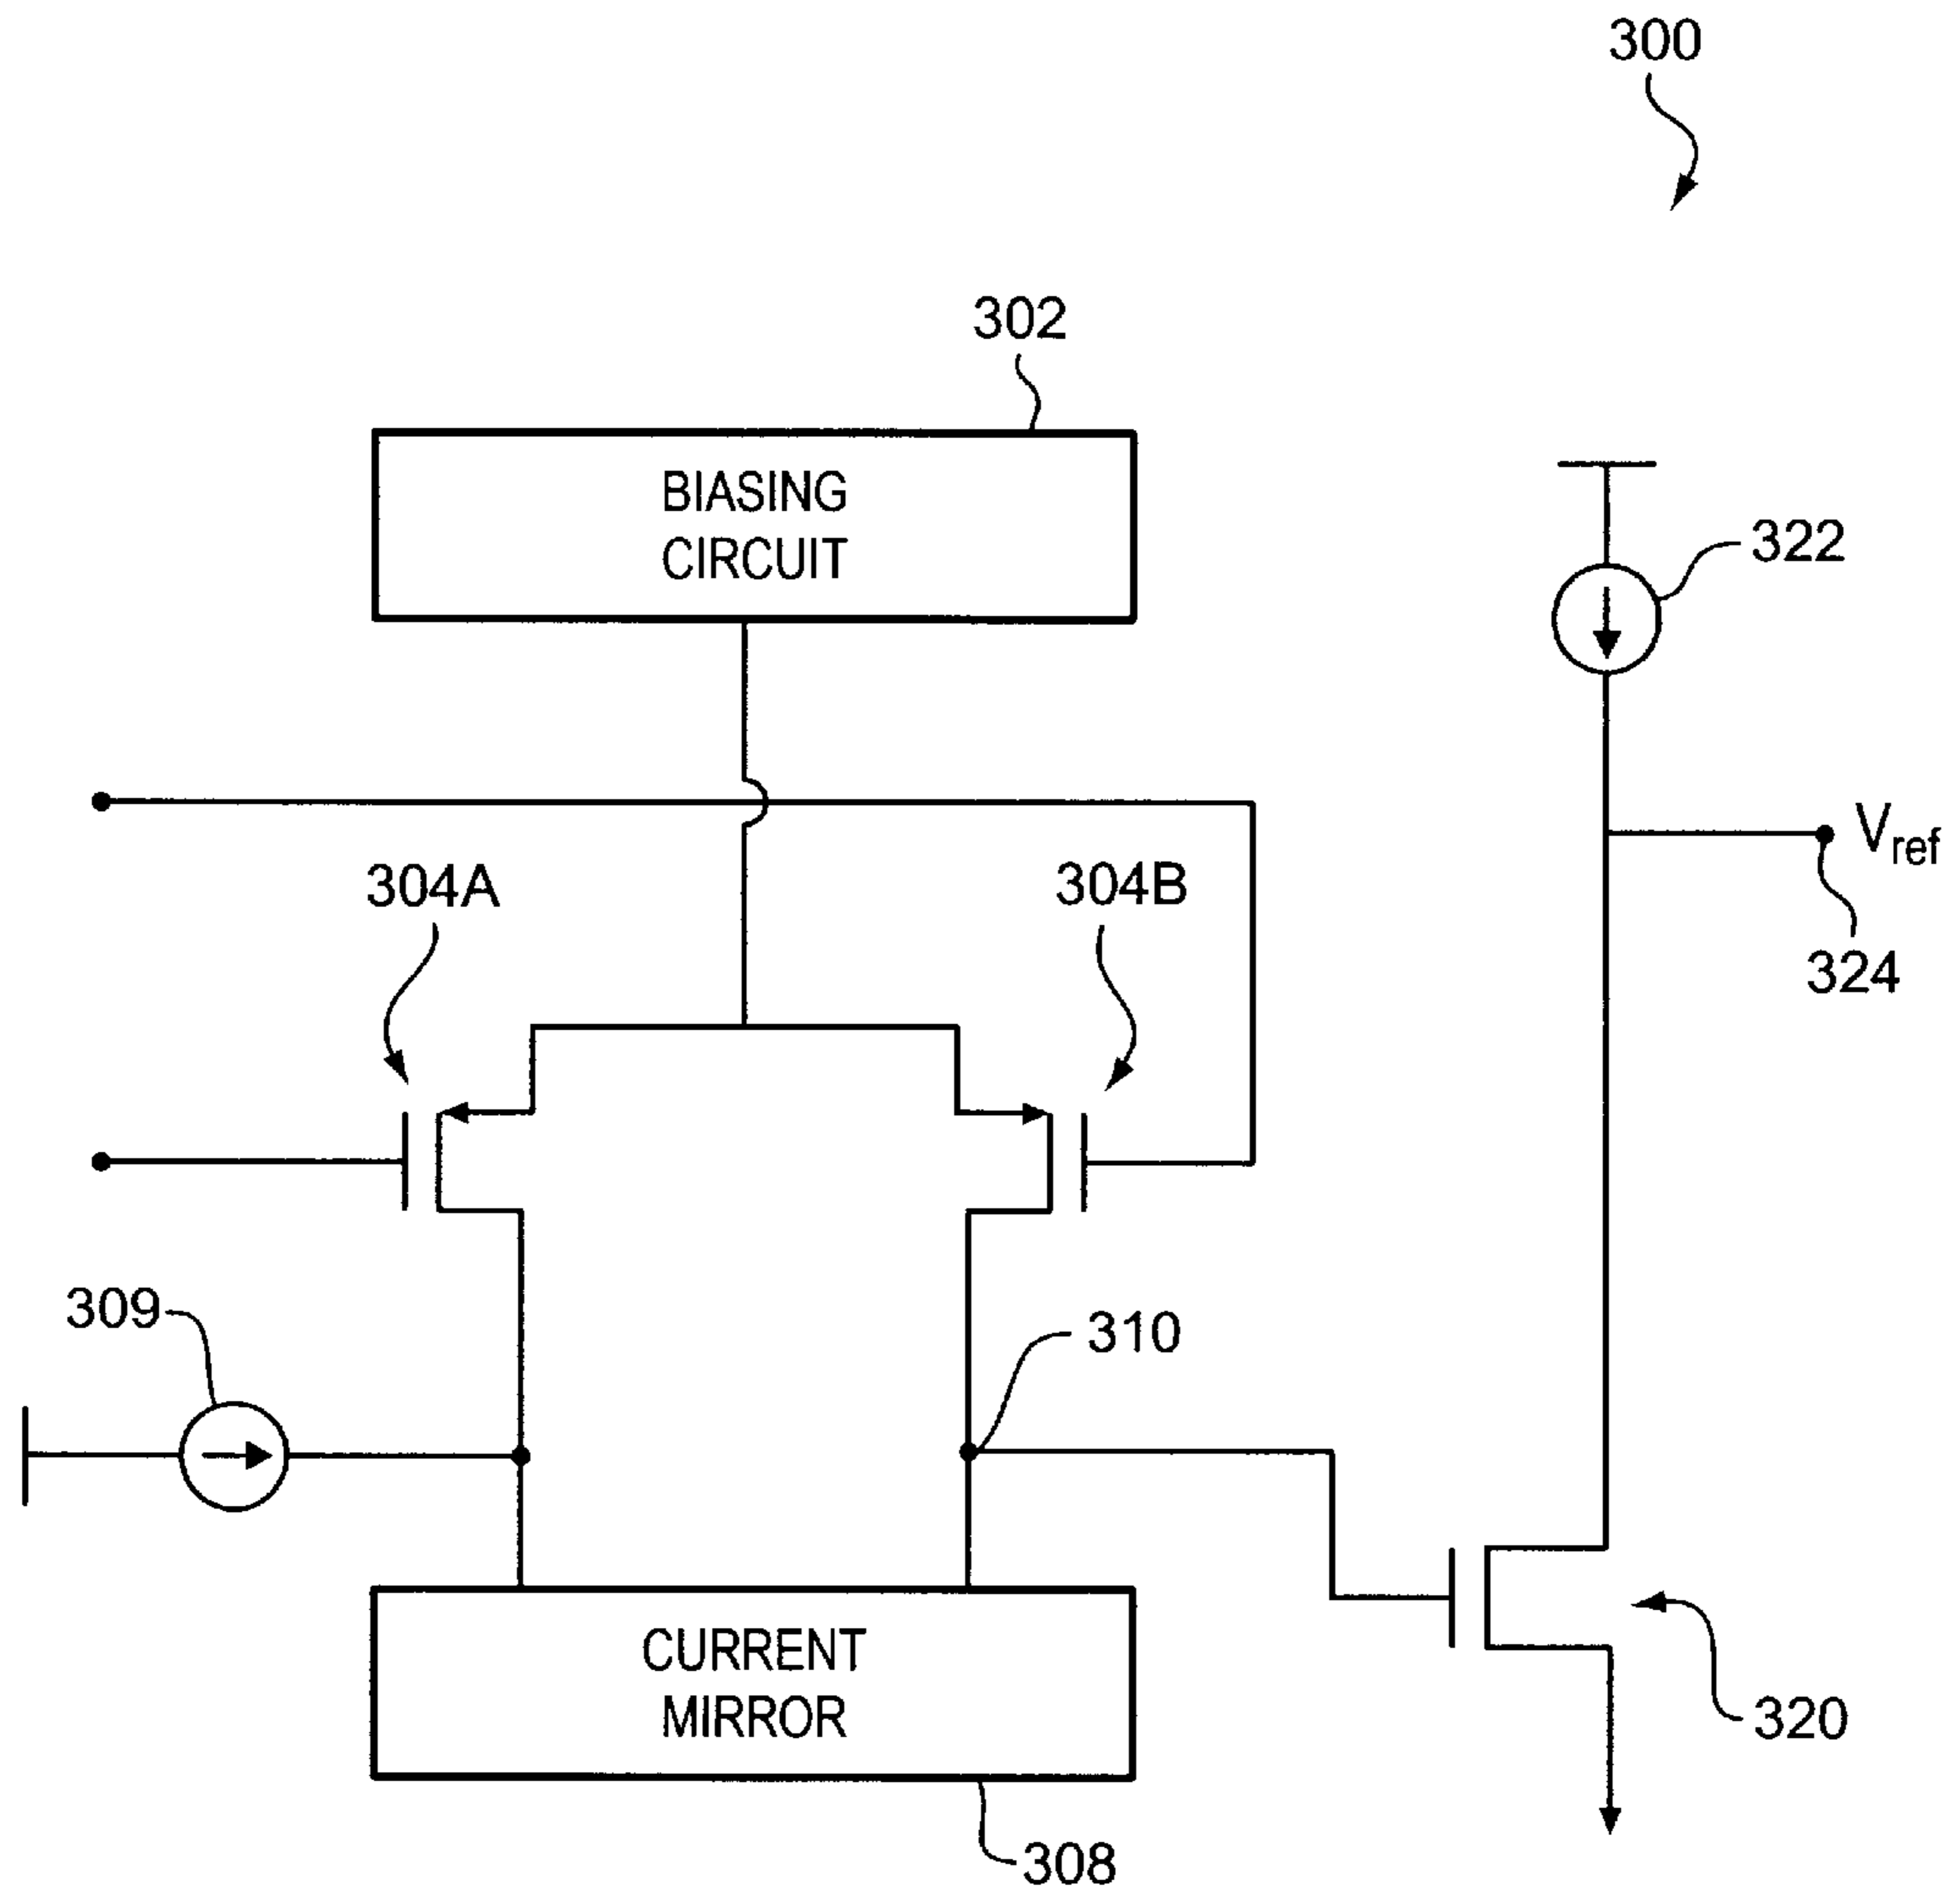 300
302
BIASING
CIRCUIT
322
Vref
304A
304B
324
309
310
CURRENT
MIRROR
320
308